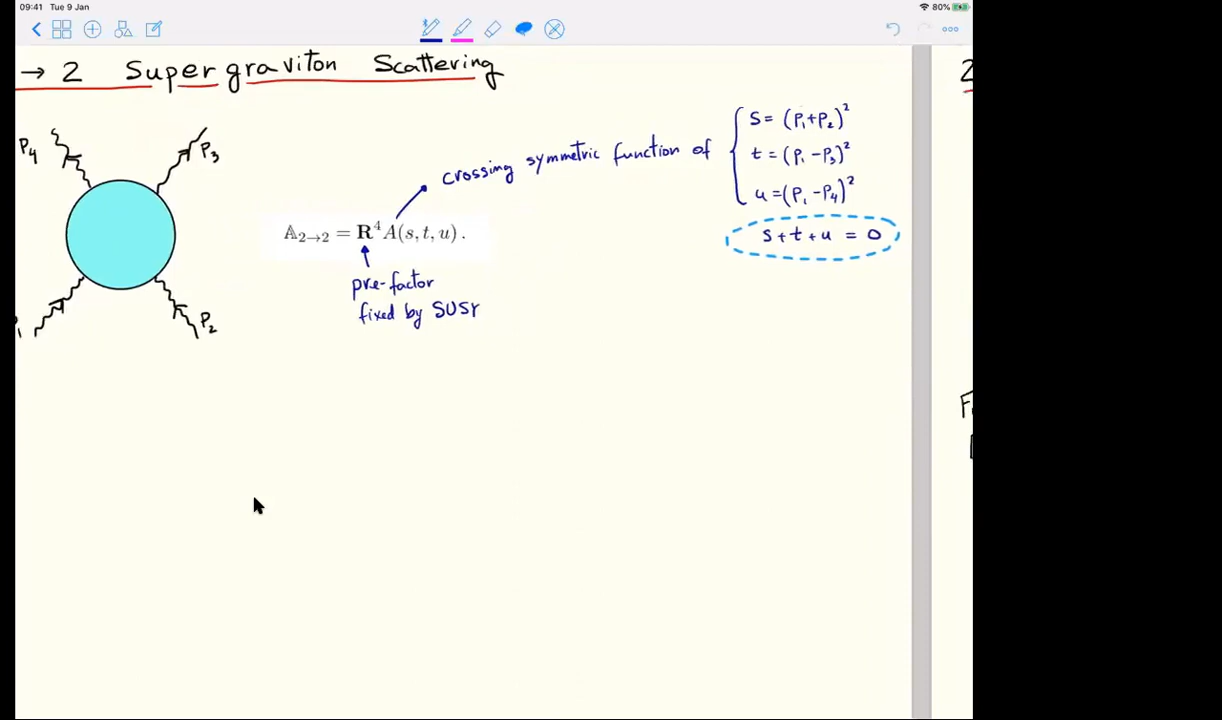 09:41 Tue 9 Jan
80%
→ 2 Supergraviton Scattering
P4
P3
P2
𝔸2→2 = R⁴A(s, t, u).
crossing symmetric function of
pre-factor
fixed by SUSY
S = (P1+P2)²
t = (P1-P3)²
u = (P1-P4)²
s+t+u = 0
2